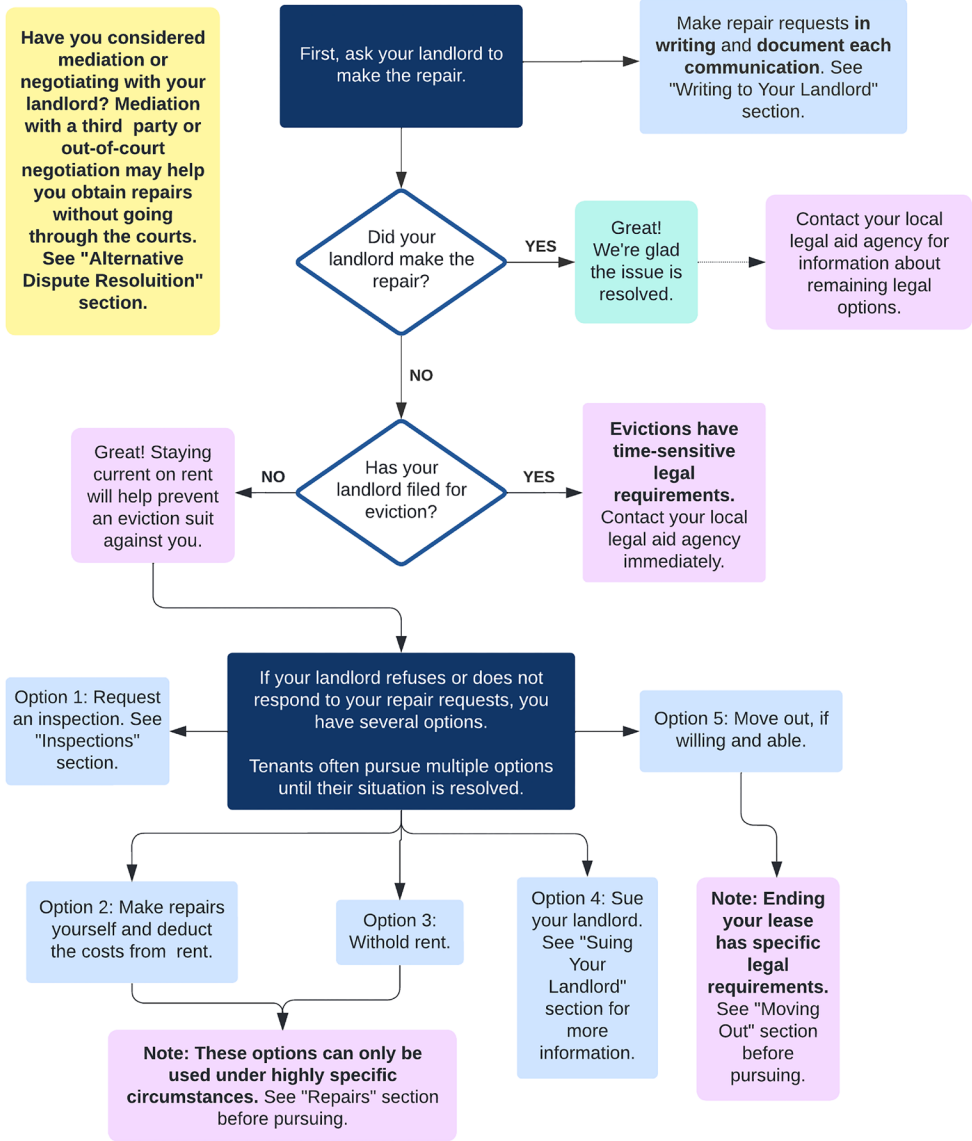 Have you considered
mediation or
negotiating with your
landlord? Mediation
with a third  party or
out-of-court
negotiation may help
you obtain repairs
without going
through the courts.
See "Alternative
Dispute Resoluition"
section.
First, ask your landlord to
make the repair.
Make repair requests in
writing and document each
communication. See
"Writing to Your Landlord"
section.
Did your
landlord make the
repair?
YES
Great!
We're glad
the issue is
resolved.
Contact your local
legal aid agency for
information about
remaining legal
options.
NO
Has your
landlord filed for
eviction?
NO
Great! Staying
current on rent
will help prevent
an eviction suit
against you.
YES
Evictions have
time-sensitive
legal
requirements.
Contact your local
legal aid agency
immediately.
If your landlord refuses or does not
respond to your repair requests, you
have several options.
Tenants often pursue multiple options
until their situation is resolved.
Option 1: Request
an inspection. See
"Inspections"
section.
Option 5: Move out, if
willing and able.
Option 2: Make repairs
yourself and deduct
the costs from  rent.
Option 3:
Withold rent.
Option 4: Sue
your landlord.
See "Suing
Your
Landlord"
section for
more
information.
Note: Ending
your lease
has specific
legal
requirements.
See "Moving
Out" section
before
pursuing.
Note: These options can only be
used under highly specific
circumstances. See "Repairs" section
before pursuing.